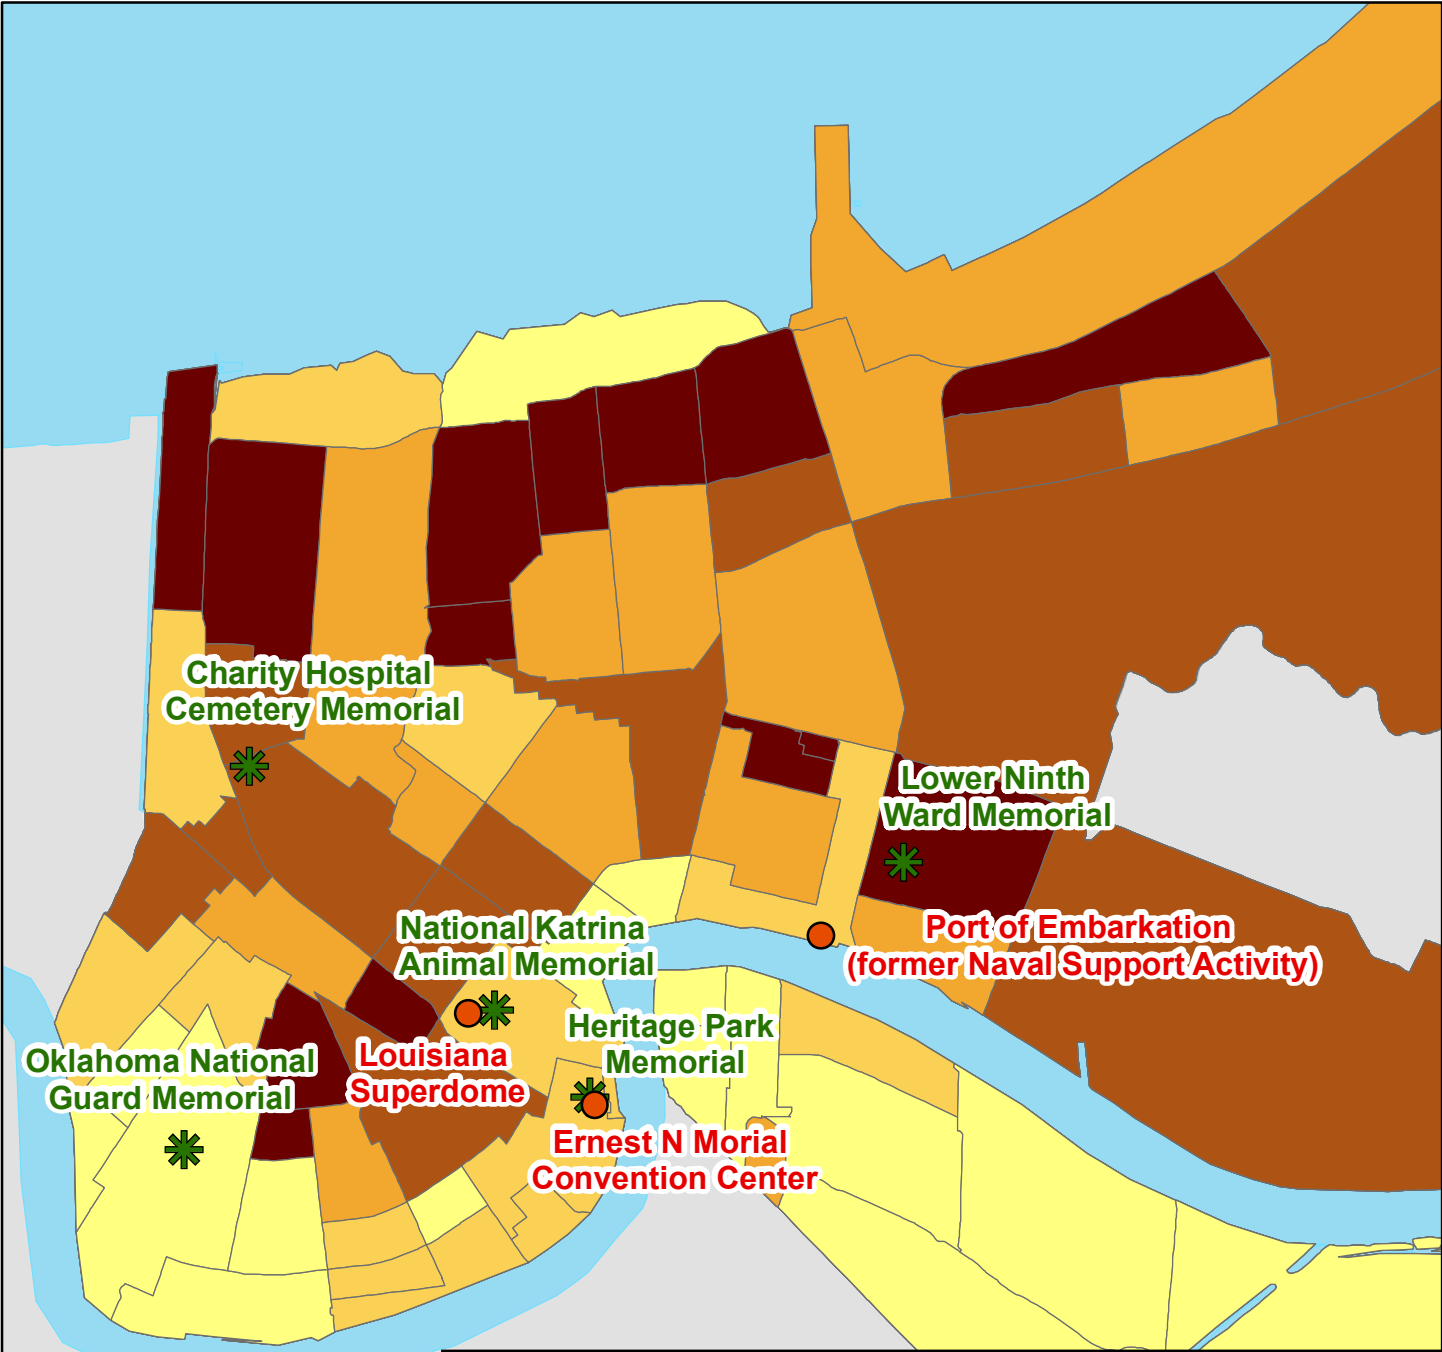 Charity Hospital
Cemetery Memorial
Lower Ninth
Ward Memorial
National Katrina
Animal Memorial
Port of Embarkation
(former Naval Support Activity)
Heritage Park
Memorial
Oklahoma National
Guard Memorial
Louisiana
Superdome
Ernest N Morial
Convention Center